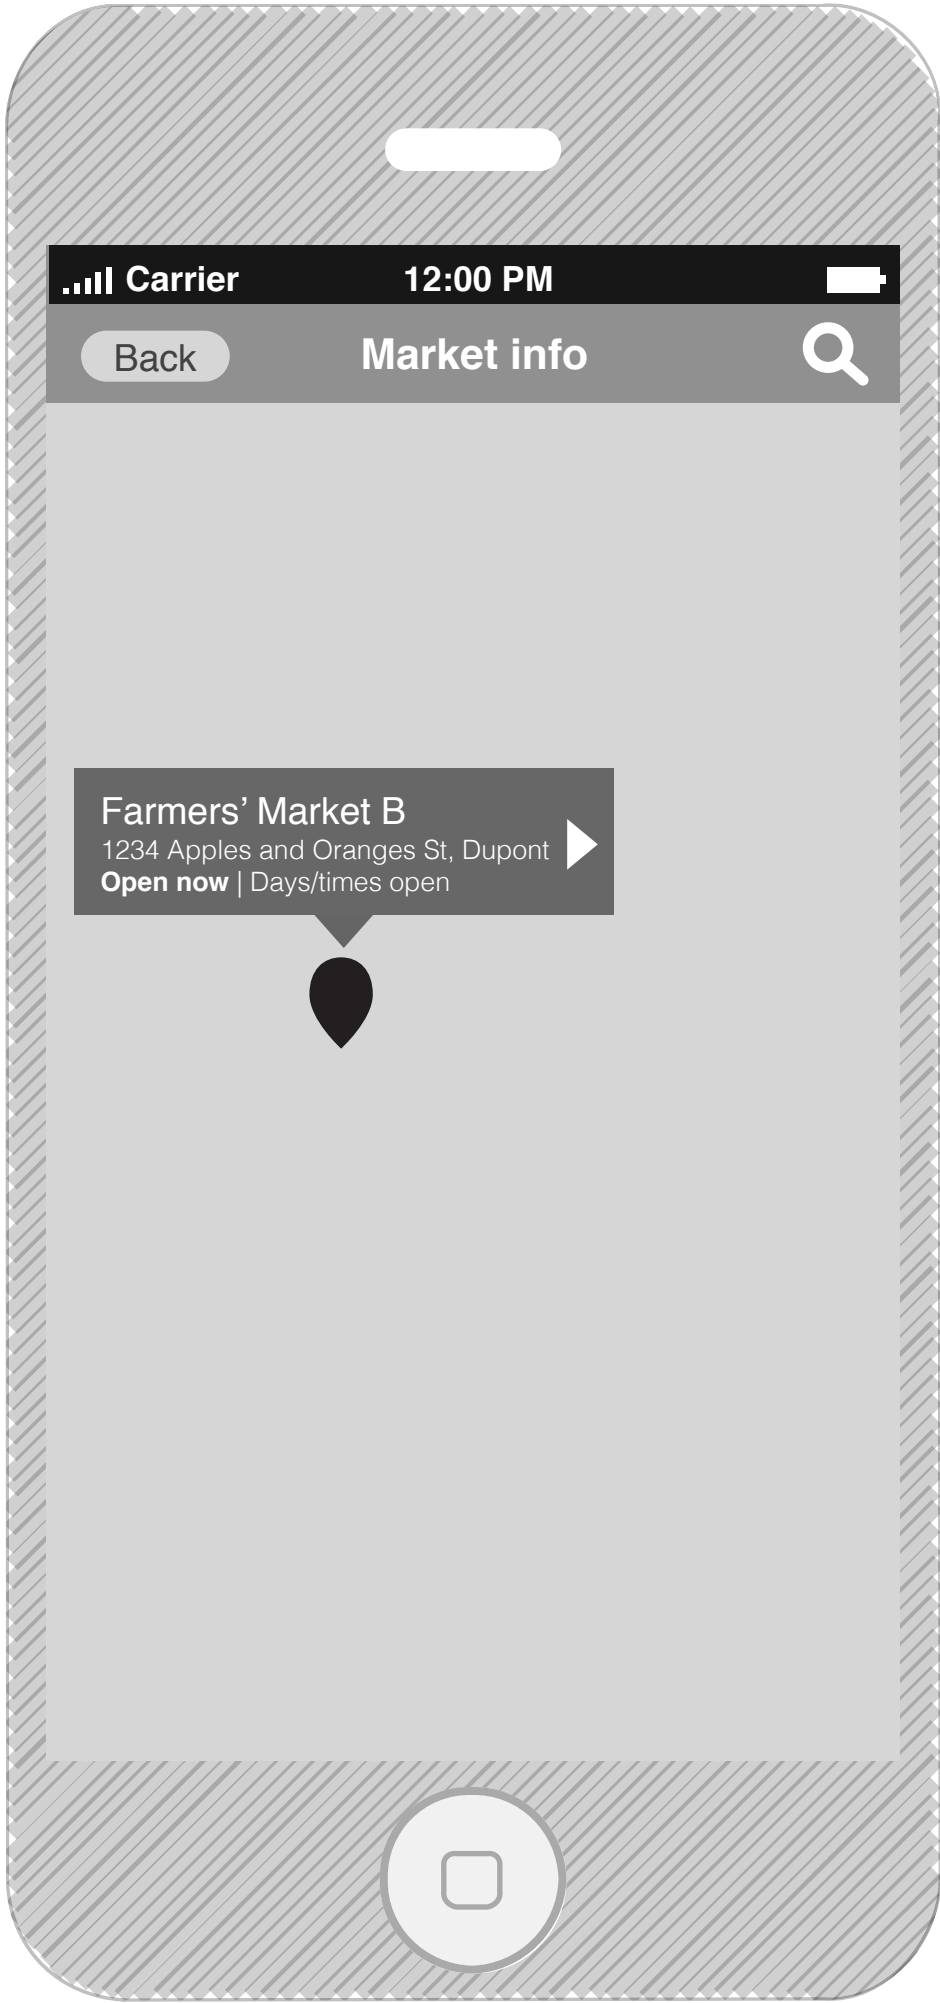 Carrier 12:00 PM
Back Market info
Farmers’ Market B
1234 Apples and Oranges St, Dupont
Open now | Days/times open